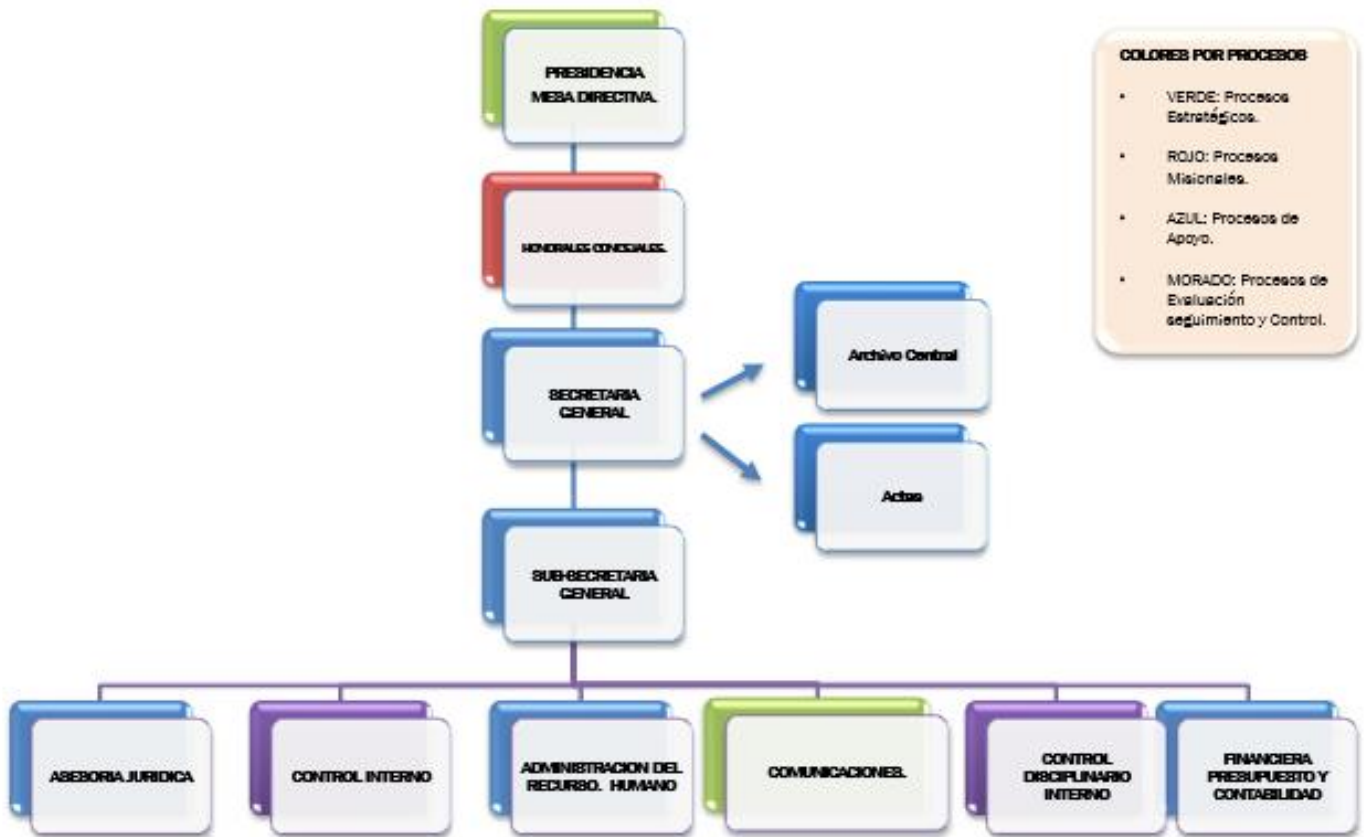 PRESIDENCIA
MESA DIRECTIVA.
COLORES POR PROCESOS
• VERDE: Procesos
Estratégicos.
• ROJO: Procesos
Misionales.
• AZUL: Procesos de
Apoyo.
• MORADO: Procesos de
Evaluación
seguimiento y Control.
HONORALES CONCEJALES.
SECRETARIA
GENERAL
Archivo Central
Actas
SUB-SECRETARIA
GENERAL
ASESORIA JURIDICA
CONTROL INTERNO
ADMINISTRACION DEL
RECURSO. HUMANO
COMUNICACIONES.
CONTROL
DISCIPLINARIO
INTERNO
FINANCIERA
PRESUPUESTO Y
CONTABILIDAD